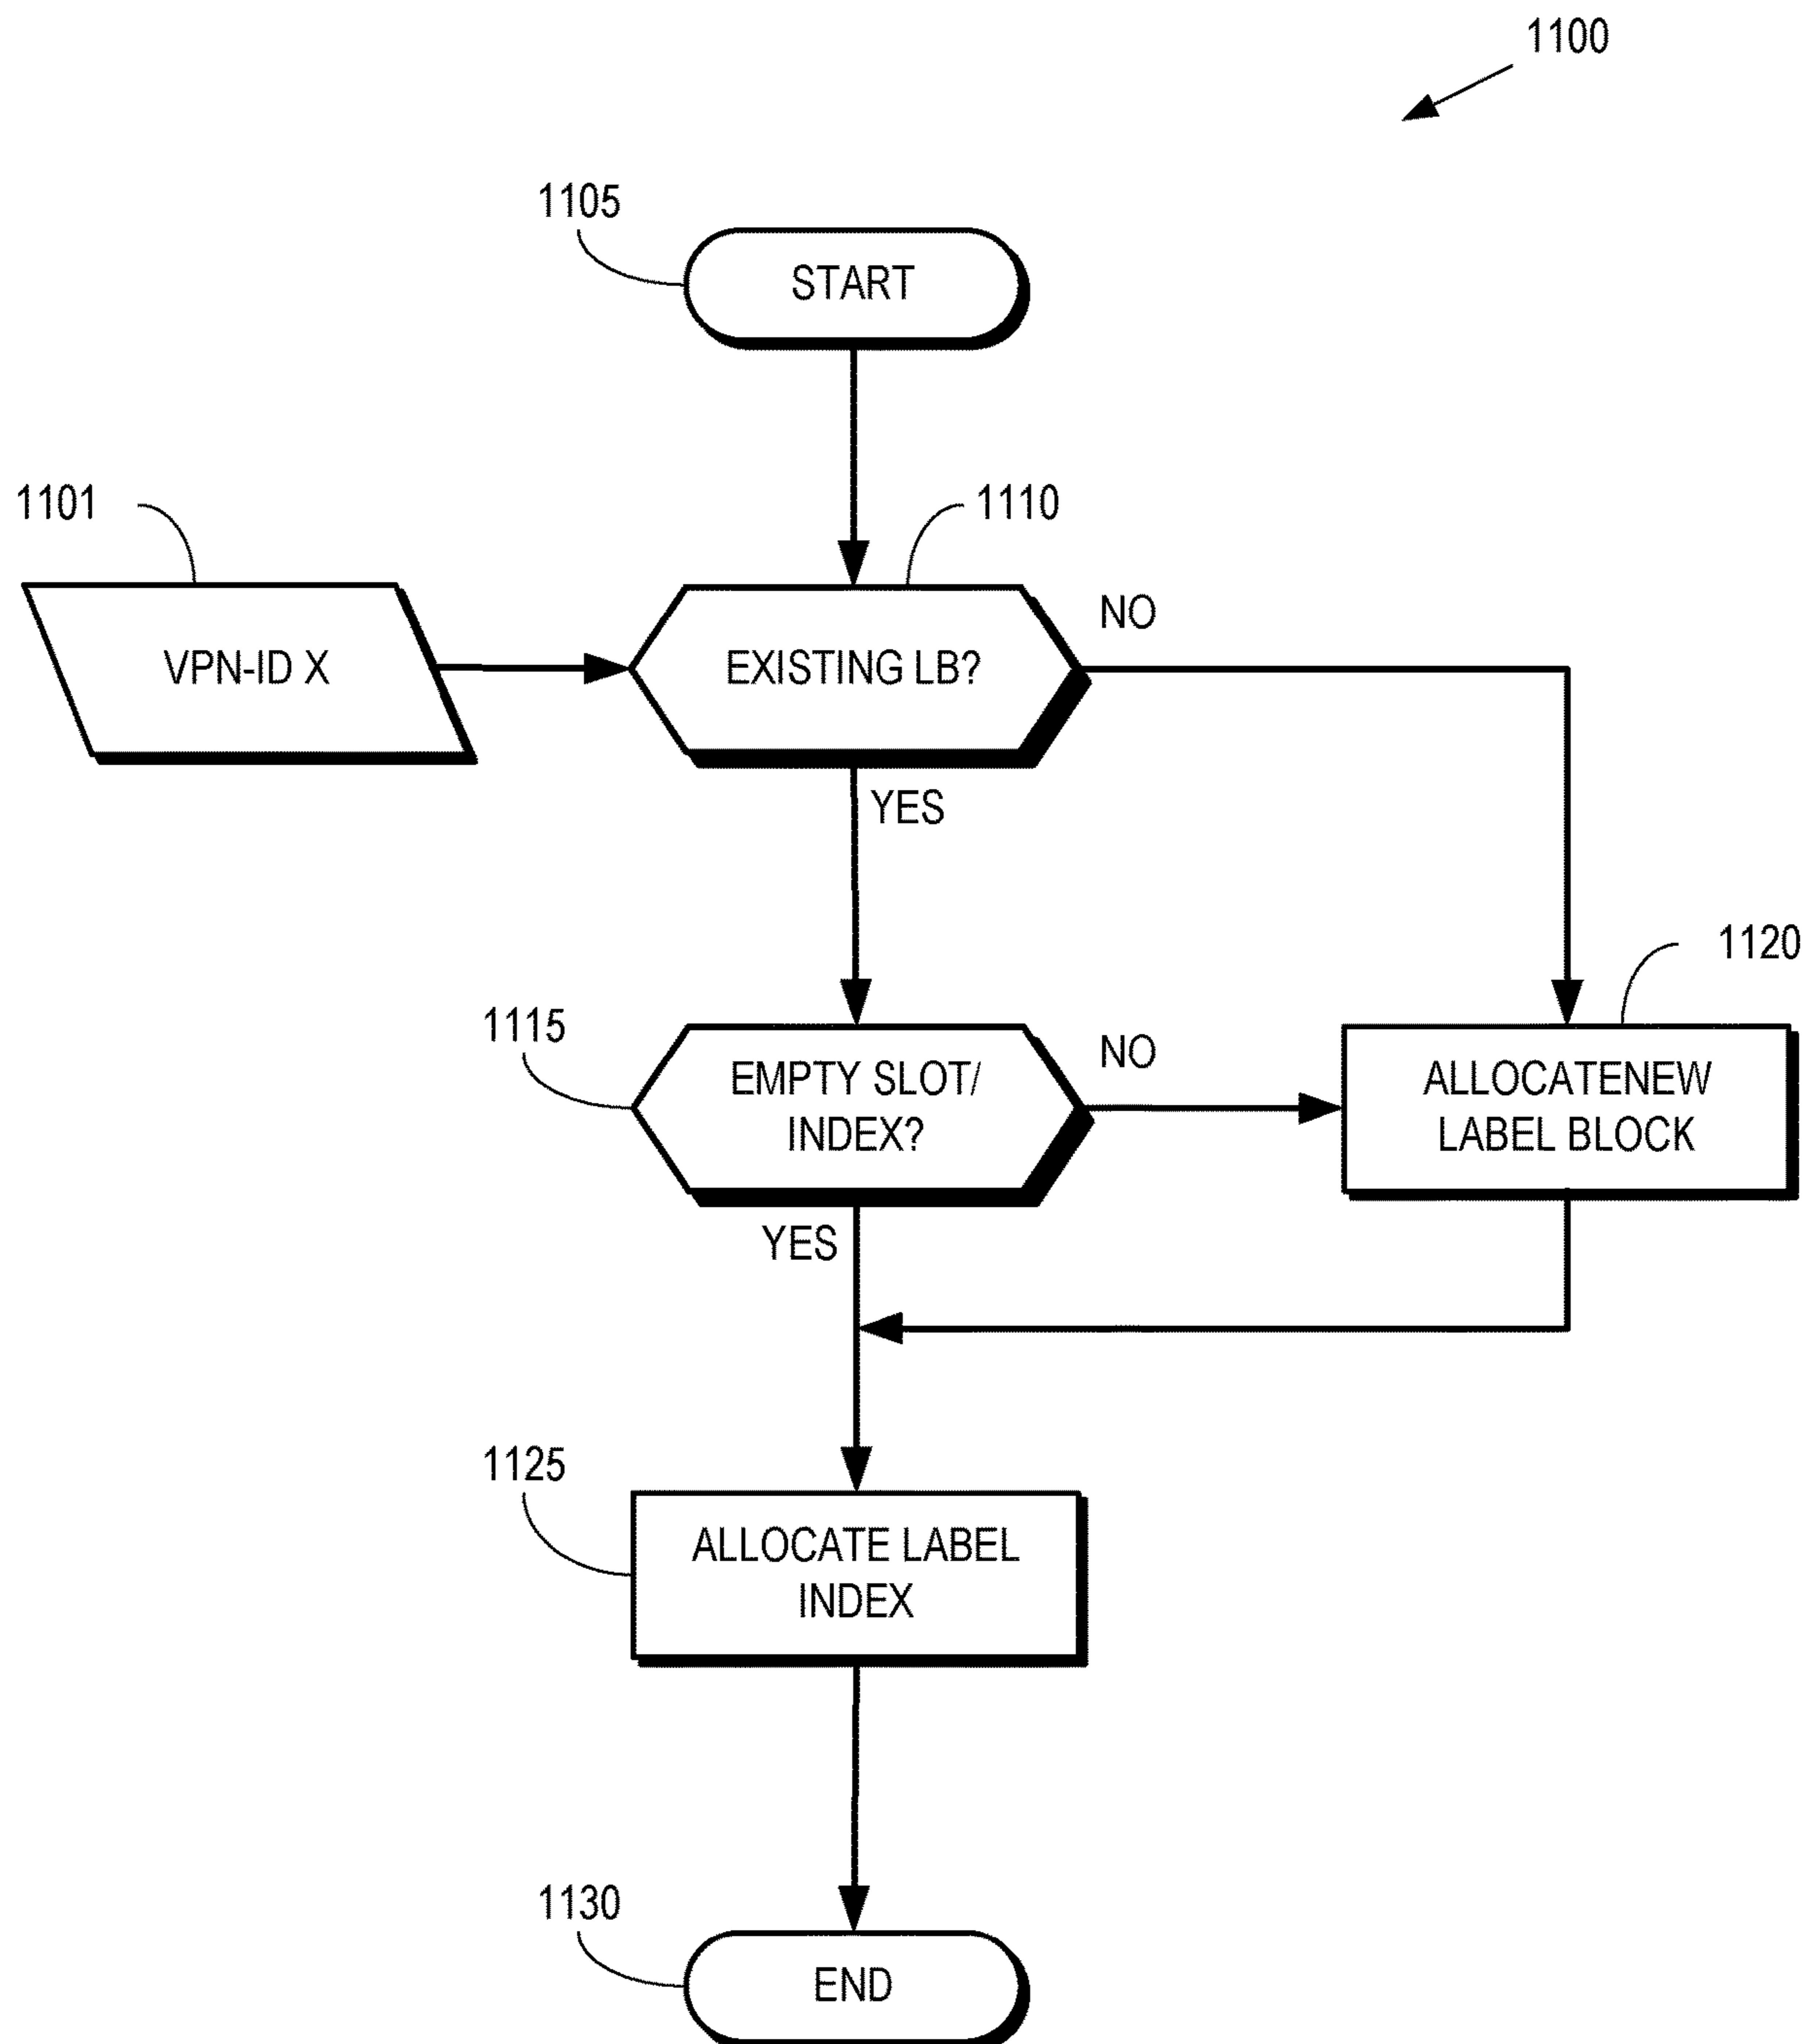 1100
1105
START
1101
1110
VPN-ID X
EXISTING LB?
NO
YES
1120
1115
EMPTY SLOT/
INDEX?
NO
ALLOCATENEW
LABEL BLOCK
YES
1125
ALLOCATE LABEL
INDEX
1130
END